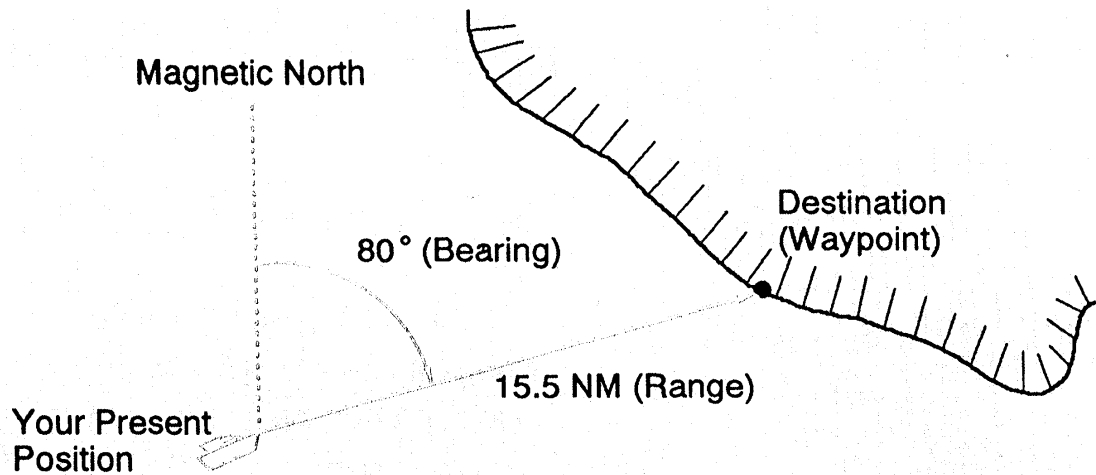 Magnetic North
Destination
(Waypoint)
80° (Bearing)
15.5 NM (Range)
Your Present
Position